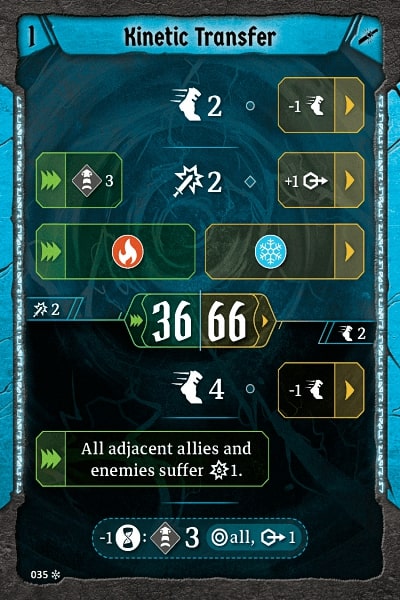 1 Kinetic Transfer
2 -1
3 2 +1
2 36 66 2
4 -1
All adjacent allies and
enemies suffer 1.
-1 : 3 all, 1
035